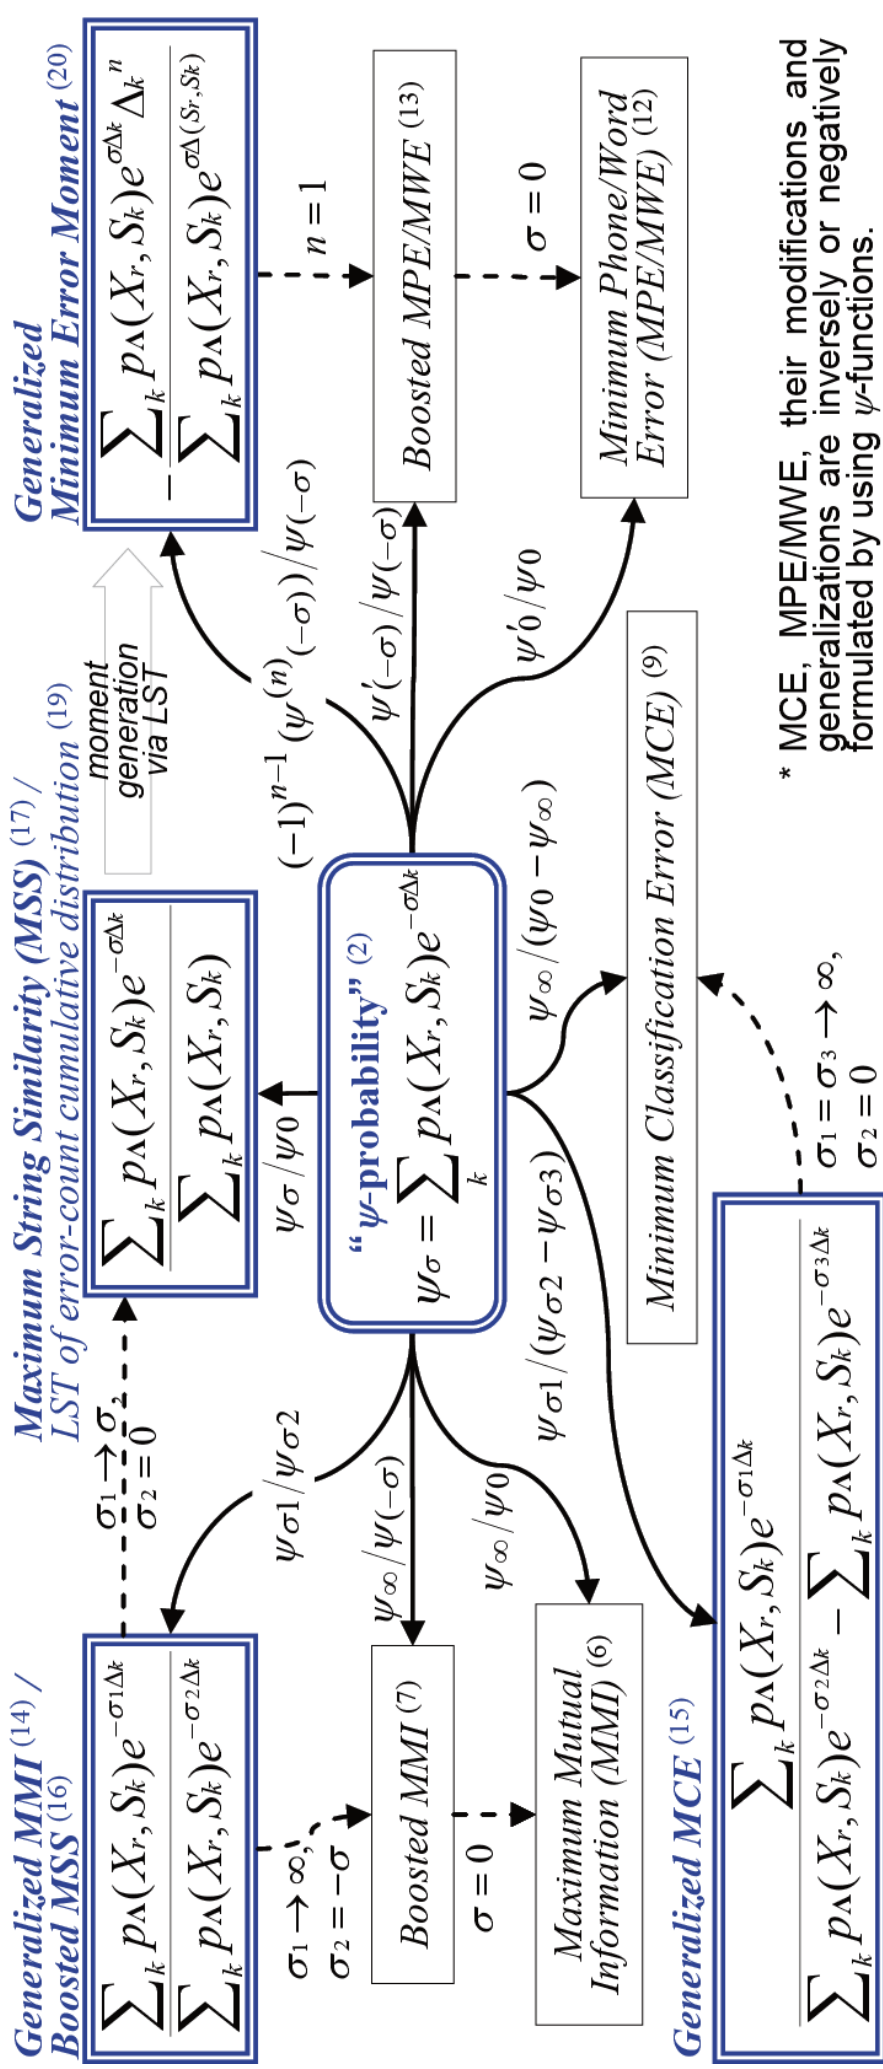 Generalized MMI (14) /
Boosted MSS (16)
∑k pΛ(Xr, Sk)e^−σ1Δk
∑k pΛ(Xr, Sk)e^−σ2Δk
σ1 → σ,
σ2 = 0
Maximum String Similarity (MSS) (17) /
LST of error-count cumulative distribution (19)
∑k pΛ(Xr, Sk)e^−σΔk
∑k pΛ(Xr, Sk)
moment
generation
via LST
Generalized
Minimum Error Moment (20)
− ∑k pΛ(Xr, Sk)e^σΔk Δk^n
∑k pΛ(Xr, Sk)e^σΔ(Sr,Sk)
σ1 → ∞,
σ2 = −σ
ψσ1/ψσ2
ψσ/ψ0
(−1)^n−1 (ψ^(n)(−σ))/ψ(−σ)
n = 1
Boosted MMI (7)
ψ∞/ψ(−σ)
“ψ-probability” (2)
ψσ = ∑k pΛ(Xr, Sk)e^−σΔk
ψ′(−σ)/ψ(−σ)
Boosted MPE/MWE (13)
σ = 0
ψ∞/ψ0
ψ′0/ψ0
σ = 0
Maximum Mutual
Information (MMI) (6)
ψσ1/(ψσ2 − ψσ3)
ψ∞/(ψ0 − ψ∞)
Minimum Phone/Word
Error (MPE/MWE) (12)
Minimum Classification Error (MCE) (9)
Generalized MCE (15)
∑k pΛ(Xr, Sk)e^−σ1Δk
∑k pΛ(Xr, Sk)e^−σ2Δk − ∑k pΛ(Xr, Sk)e^−σ3Δk
σ1 = σ3 → ∞,
σ2 = 0
* MCE, MPE/MWE, their modifications and
generalizations are inversely or negatively
formulated by using ψ-functions.